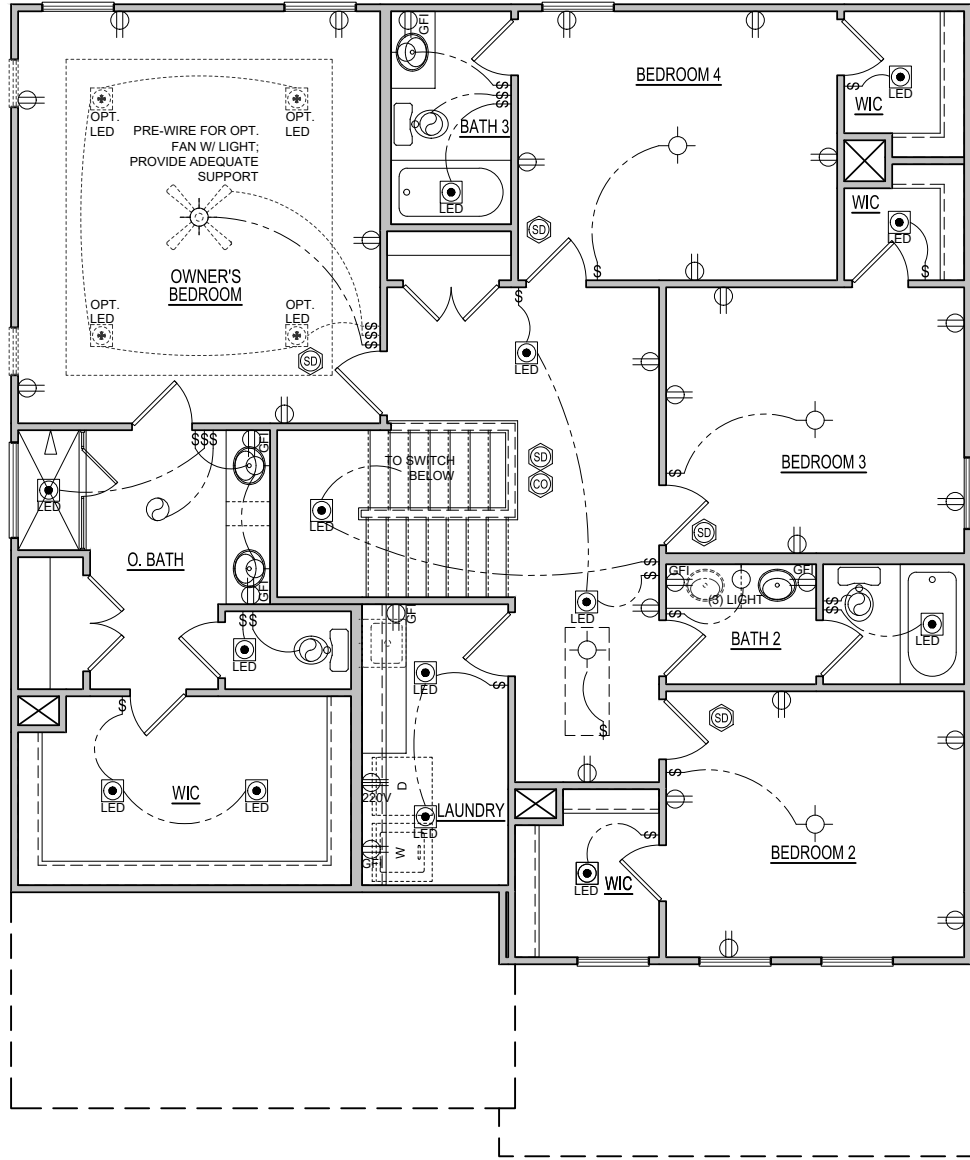 GFI
BEDROOM 4
WIC
LED
OPT.
LED
OPT.
LED
PRE-WIRE FOR OPT.
FAN W/ LIGHT;
PROVIDE ADEQUATE
SUPPORT
BATH 3
LED
WIC
LED
SD
OWNER'S
BEDROOM
OPT.
LED
OPT.
LED
$
$
$
$
$
$
$
$
$
$
SD
LED
$$$
GFI
TO SWITCH
BELOW
SD
CO
BEDROOM 3
$
LED
LED
SD
O. BATH
GFI
$
$
GFI
GFI
(3) LIGHT
$
$
$
LED
BATH 2
LED
$$
LED
GFI
LED
$
$
SD
$
WIC
LED
LED
220V
D
LAUNDRY
LED
W
GFI
$
$
LED
WIC
BEDROOM 2